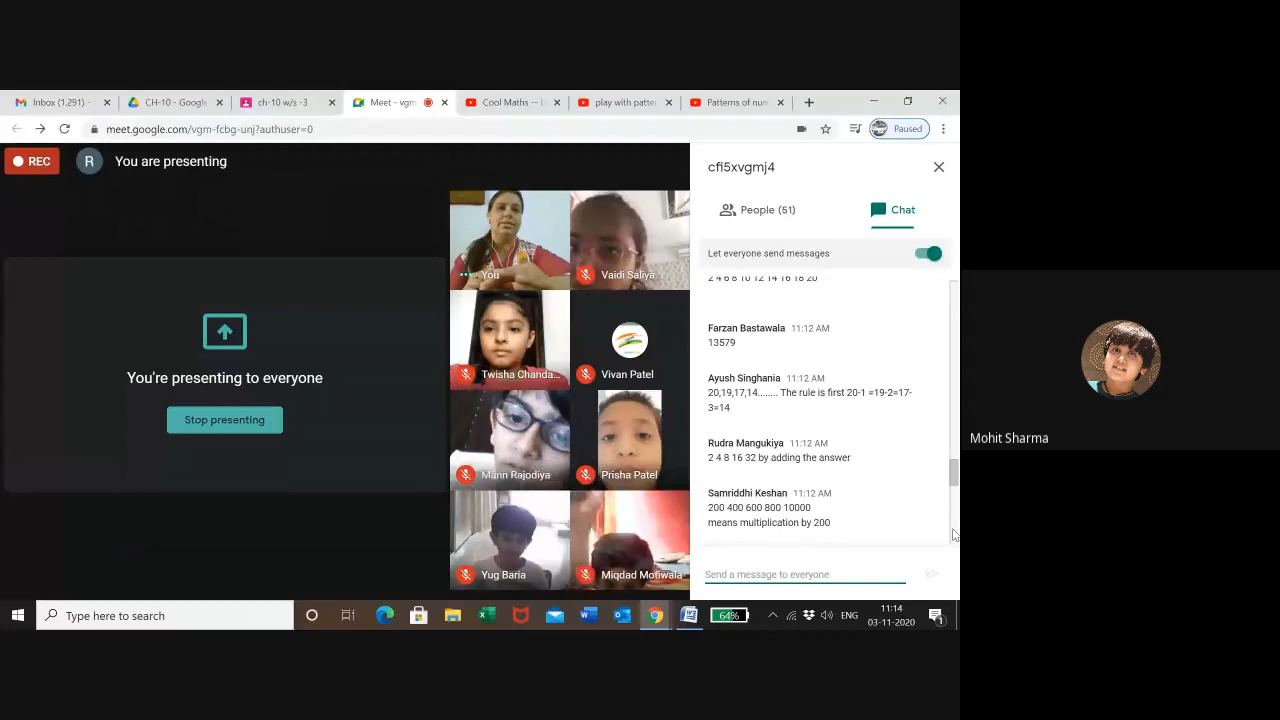 Inbox (1,291) -
CH-10 - Google
ch-10 w/s -3
Meet - vgm
Cool Maths – L
play with patte
Patterns of nu
meet.google.com/vgm-fcbg-unj?authuser=0
Paused
REC
R
You are presenting
cfi5xvgmj4
People (51)
Chat
Let everyone send messages
2 4 6 8 10 12 14 16 18 20
Farzan Bastawala 11:12 AM
13579
Ayush Singhania 11:12 AM
20,19,17,14........ The rule is first 20-1 =19-2=17-
3=14
Rudra Mangukiya 11:12 AM
2 4 8 16 32 by adding the answer
Samriddhi Keshan 11:12 AM
200 400 600 800 10000
means multiplication by 200
Send a message to everyone
You're presenting to everyone
Stop presenting
You
Vaidi Saliya
Twisha Chanda...
Vivan Patel
Mann Rajodiya
Prisha Patel
Yug Baria
Miqdad Motiwala
Mohit Sharma
Type here to search
64%
ENG
11:14
03-11-2020
1